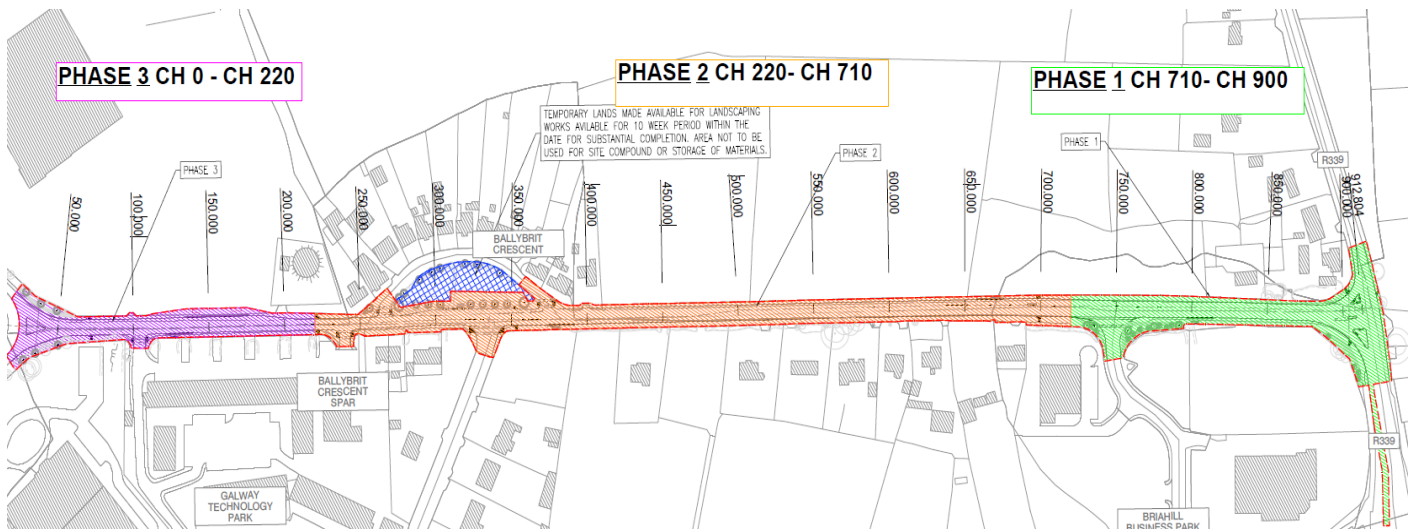 PHASE 3 CH 0 - CH 220
PHASE 2 CH 220- CH 710
PHASE 1 CH 710- CH 900
TEMPORARY LANDS MADE AVAILABLE FOR LANDSCAPING
WORKS AVILABLE FOR 10 WEEK PERIOD WITHIN THE
DATE FOR SUBSTANTIAL COMPLETION. AREA NOT TO BE
USED FOR SITE COMPOUND OR STORAGE OF MATERIALS.
PHASE 3
PHASE 2
PHASE 1
R339
50.000
100.000
150.000
200.000
250.000
300.000
350.000
400.000
450.000
500.000
550.000
600.000
650.000
700.000
750.000
800.000
850.000
900.000
912.804
BALLYBRIT
CRESCENT
BALLYBRIT
CRESCENT
SPAR
GALWAY
TECHNOLOGY
PARK
R339
BRIAHILL
BUSINESS PARK